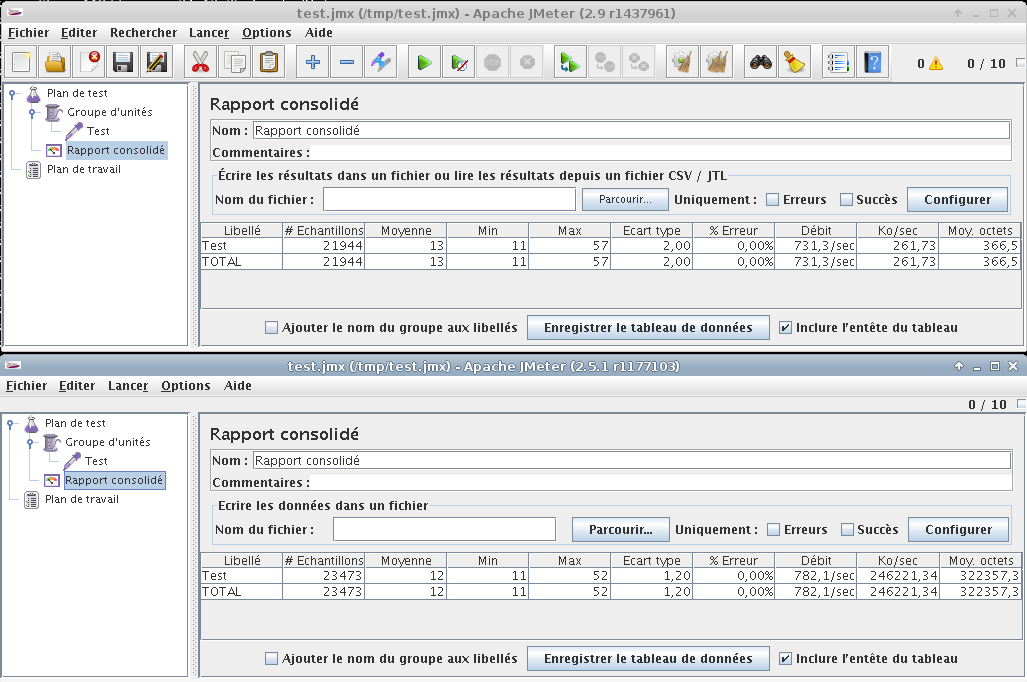 test.jmx (/tmp/test.jmx) - Apache JMeter (2.9 r1437961)
Fichier Editer Rechercher Lancer Options Aide
0 0 / 10
Plan de test
Groupe d'unités
Test
Rapport consolidé
Plan de travail
Rapport consolidé
Nom : Rapport consolidé
Commentaires :
Écrire les résultats dans un fichier ou lire les résultats depuis un fichier CSV / JTL
Nom du fichier : Parcourir... Uniquement : Erreurs Succès Configurer
Libellé # Echantillons Moyenne Min Max Ecart type % Erreur Débit Ko/sec Moy. octets
Test 21944 13 11 57 2,00 0,00% 731,3/sec 261,73 366,5
TOTAL 21944 13 11 57 2,00 0,00% 731,3/sec 261,73 366,5
Ajouter le nom du groupe aux libellés Enregistrer le tableau de données Inclure l'entête du tableau
test.jmx (/tmp/test.jmx) - Apache JMeter (2.5.1 r1177103)
Fichier Editer Lancer Options Aide
0 / 10
Plan de test
Groupe d'unités
Test
Rapport consolidé
Plan de travail
Rapport consolidé
Nom : Rapport consolidé
Commentaires :
Ecrire les données dans un fichier
Nom du fichier : Parcourir... Uniquement : Erreurs Succès Configurer
Libellé # Echantillons Moyenne Min Max Ecart type % Erreur Débit Ko/sec Moy. octets
Test 23473 12 11 52 1,20 0,00% 782,1/sec 246221,34 322357,3
TOTAL 23473 12 11 52 1,20 0,00% 782,1/sec 246221,34 322357,3
Ajouter le nom du groupe aux libellés Enregistrer le tableau de données Inclure l'entête du tableau